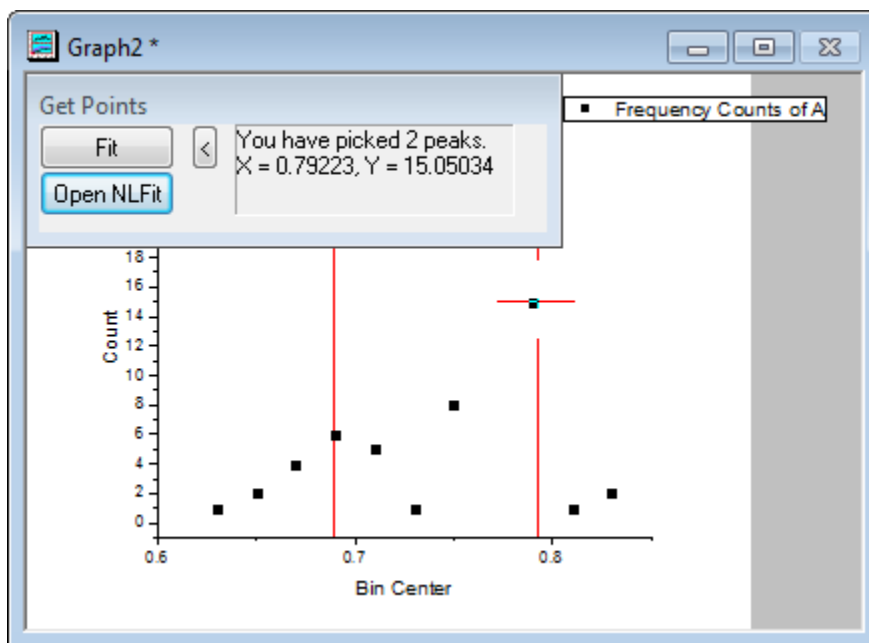 Graph2 *
Get Points
Fit
<
You have picked 2 peaks.
X = 0.79223, Y = 15.05034
Open NLFit
Frequency Counts of A
18
16
14
12
10
8
6
4
2
0
Count
0.6 0.7 0.8
Bin Center